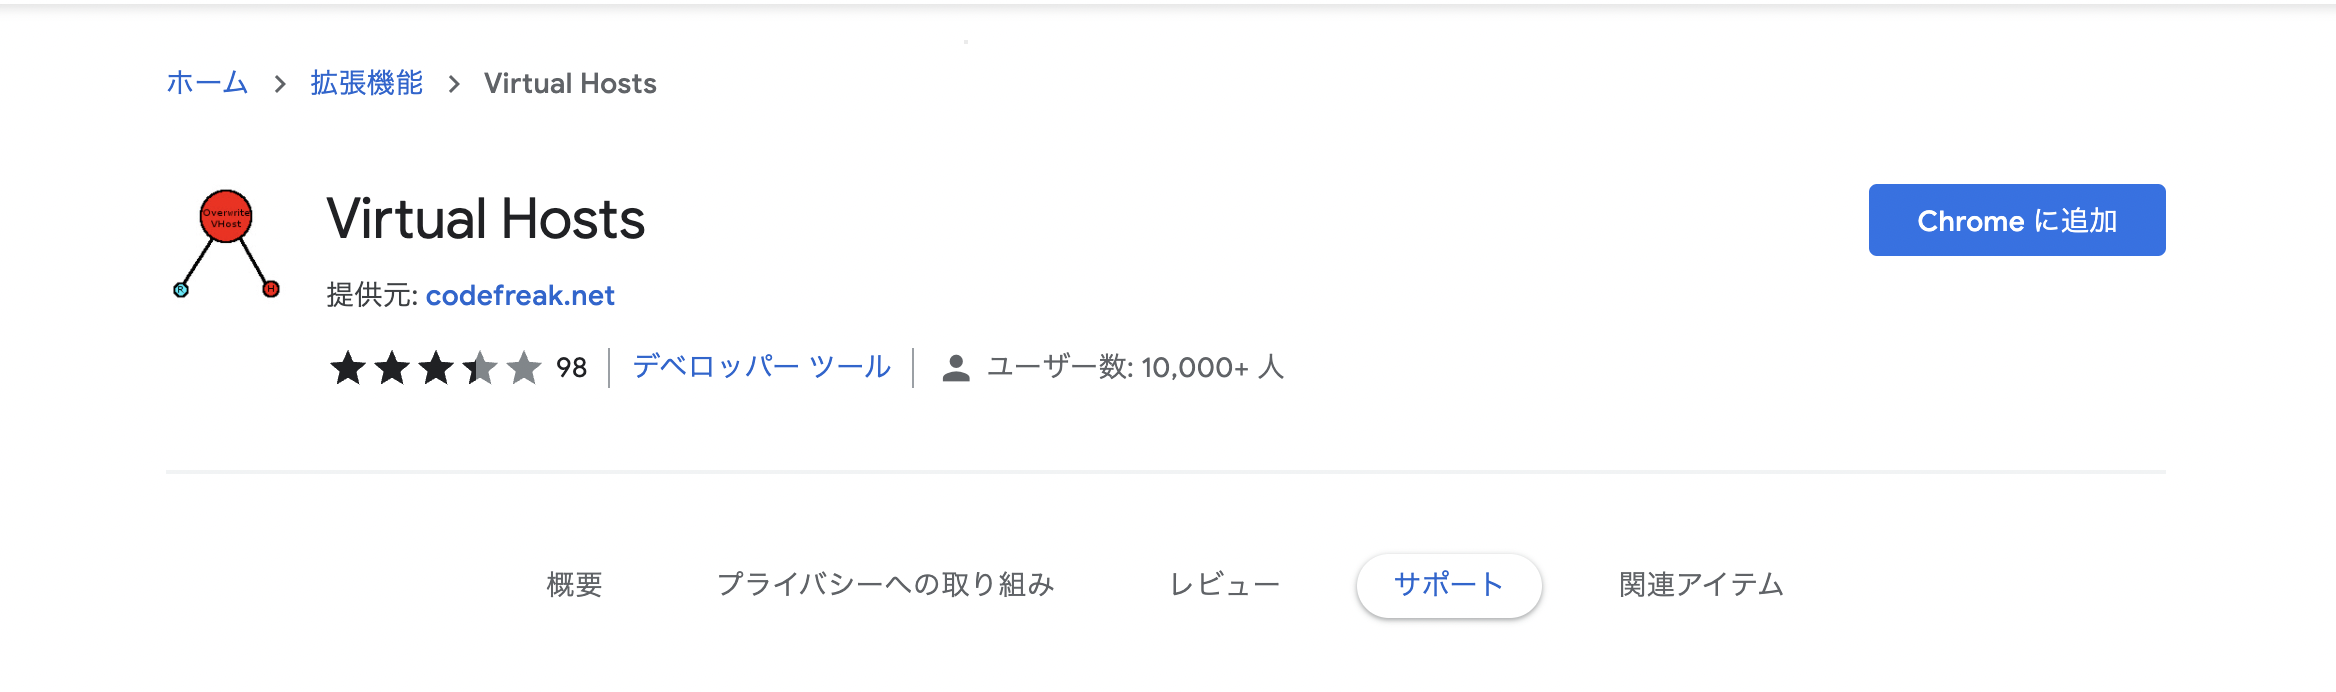 ホーム > 拡張機能 > Virtual Hosts
Overwrite
VHost
R
H
Virtual Hosts
Chrome に追加
提供元: codefreak.net
98 デベロッパー ツール ユーザー数: 10,000+ 人
概要 プライバシーへの取り組み レビュー サポート 関連アイテム